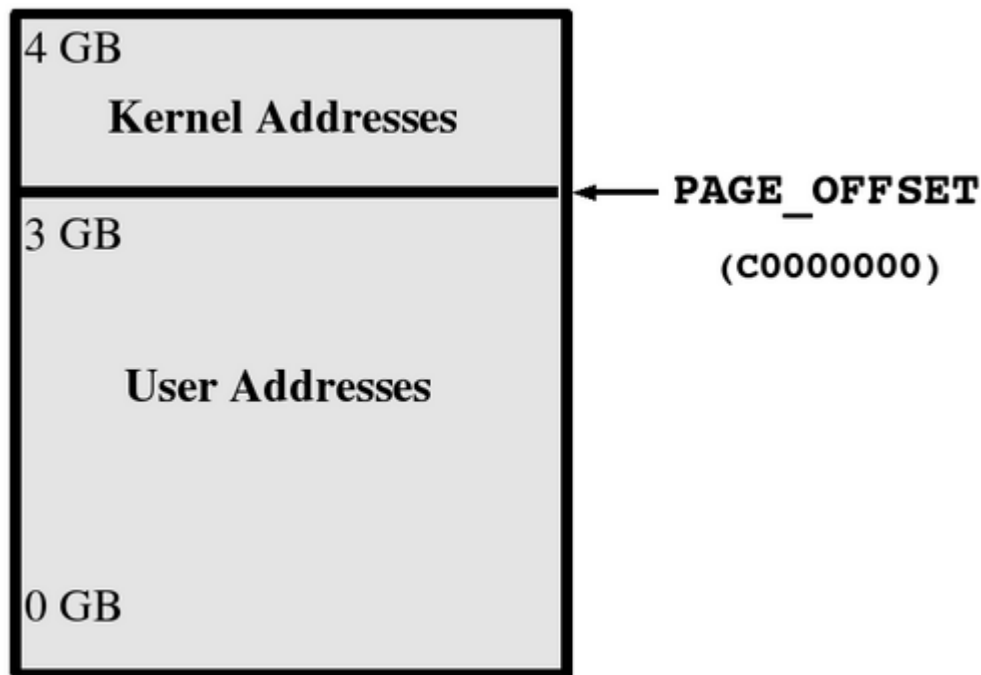 4 GB
Kernel Addresses
PAGE_OFFSET
3 GB
(C0000000)
User Addresses
0 GB